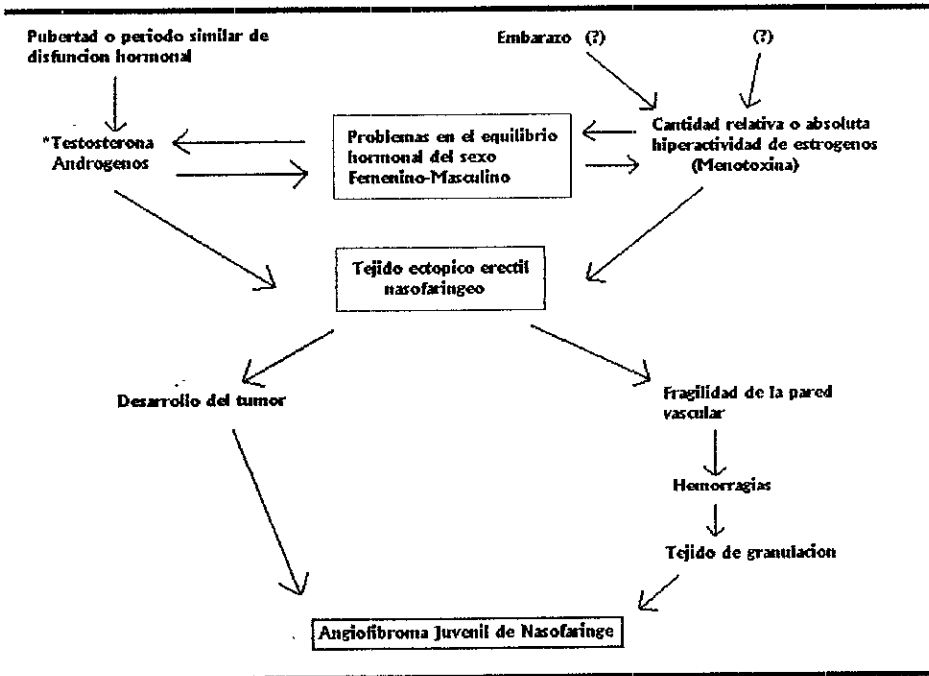 Pubertad o periodo similar de
disfuncion hormonal
Embarazo (?)
(?)
*Testosterona
Androgenos
Problemas en el equilibrio
hormonal del sexo
Femenino-Masculino
Cantidad relativa o absoluta
hiperactividad de estrogenos
(Menotoxina)
Tejido ectopico erectil
nasofaringeo
Desarrollo del tumor
Fragilidad de la pared
vascular
Hemorragias
Tejido de granulacion
Angiofibroma Juvenil de Nasofaringe